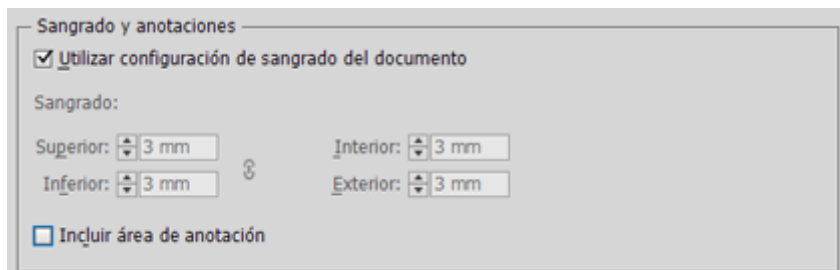 Sangrado y anotaciones
Utilizar configuración de sangrado del documento
Sangrado:
Superior: 3 mm Interior: 3 mm
Inferior: 3 mm Exterior: 3 mm
Incluir área de anotación